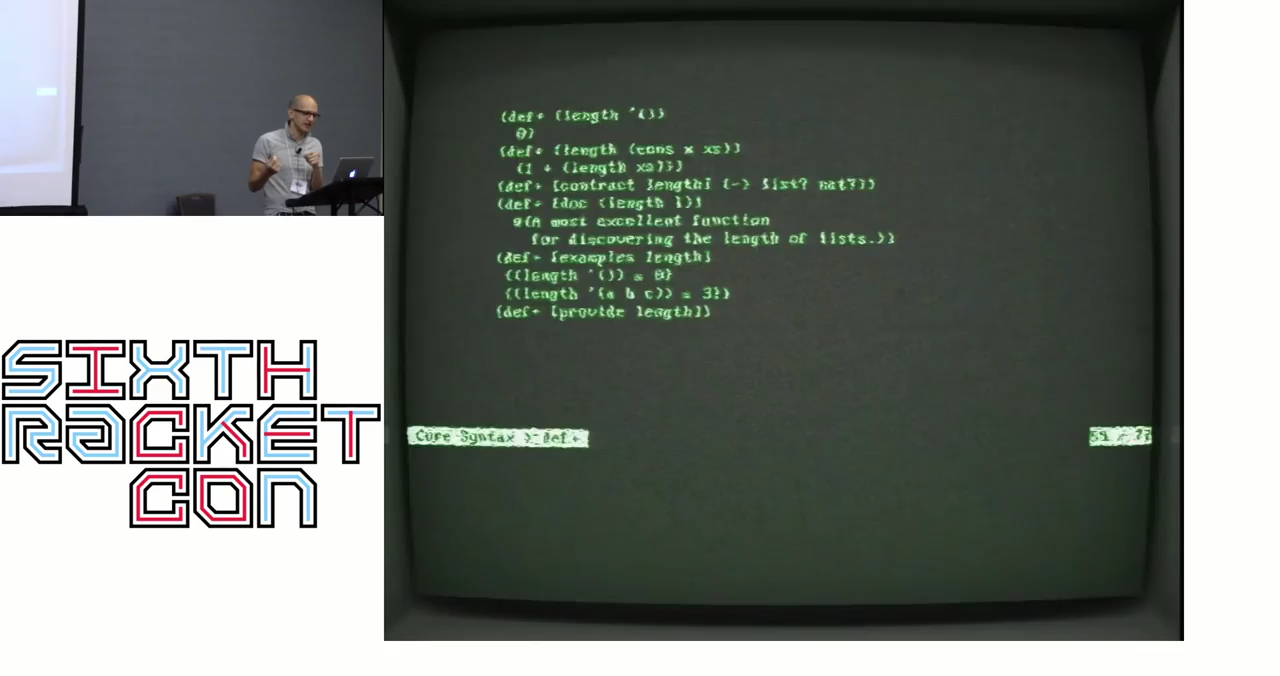 (def+ (length '())
0)
(def+ (length (cons x xs))
{1 + (length xs)})
(def+ [contract length] (-> list? nat?))
(def+ [doc (length l)]
@{A most excellent function
for discovering the length of lists.})
(def+ [examples length]
{(length '()) = 0}
{(length '(a b c)) = 3})
(def+ [provide length])
SIXTH
RACKET
CON
Core Syntax > def+